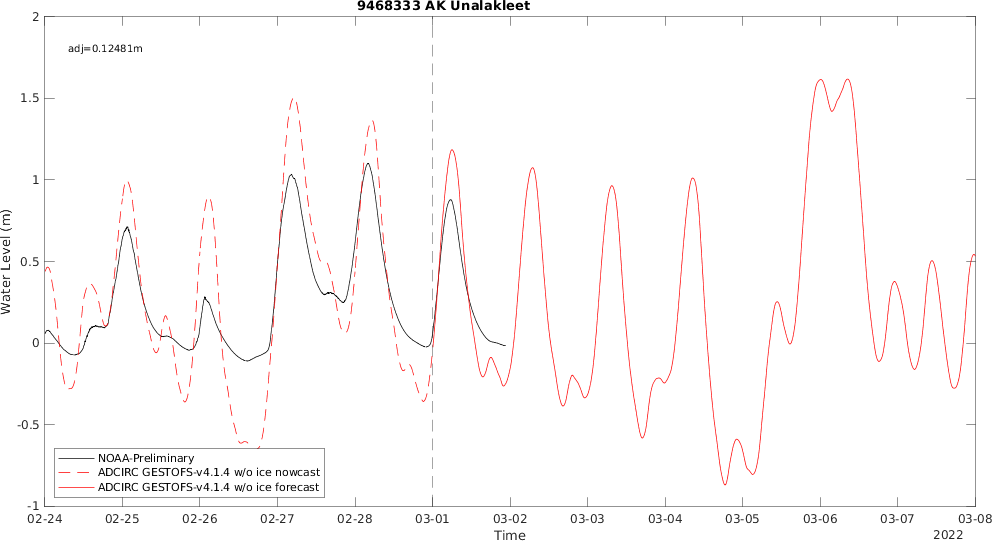 9468333 AK Unalakleet
adj=0.12481m
2
1.5
1
0.5
0
-0.5
-1
Water Level (m)
NOAA-Preliminary
ADCIRC GESTOFS-v4.1.4 w/o ice nowcast
ADCIRC GESTOFS-v4.1.4 w/o ice forecast
02-24 02-25 02-26 02-27 02-28 03-01 03-02 03-03 03-04 03-05 03-06 03-07 03-08
Time
2022